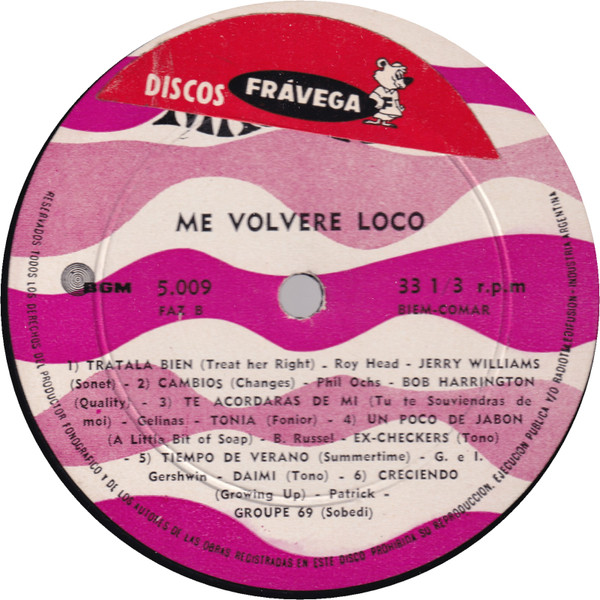 DISCOS FRÁVEGA
F
ME VOLVERE LOCO
BGM 5.009 33 1/3 r.p.m
FAZ B BIEM-COMAR
1) TRATALA BIEN (Treat her Right) - Roy Head - JERRY WILLIAMS
(Sonet) - 2) CAMBIOS (Changes) - Phil Ochs - BOB HARRINGTON
(Quality) - 3) TE ACORDARAS DE MI (Tu te Souviendras de
moi) - Gelinas - TONIA (Fonior) - 4) UN POCO DE JABON
(A Little Bit of Soap) - B. Russel - EX-CHECKERS (Tono)
- 5) TIEMPO DE VERANO (Summertime) - G. e I.
Gershwin - DAIMI (Tono) - 6) CRECIENDO
(Growing Up) - Patrick -
GROUPE 69 (Sobedi)
RESERVADOS TODOS LOS DERECHOS DEL PRODUCTOR FONOGRAFICO Y DE LOS AUTORES DE LAS OBRAS REGISTRADAS EN ESTE DISCO. PROHIBIDA SU REPRODUCCION, EJECUCION PUBLICA Y/O RADIOTELEDIFUSION - INDUSTRIA ARGENTINA